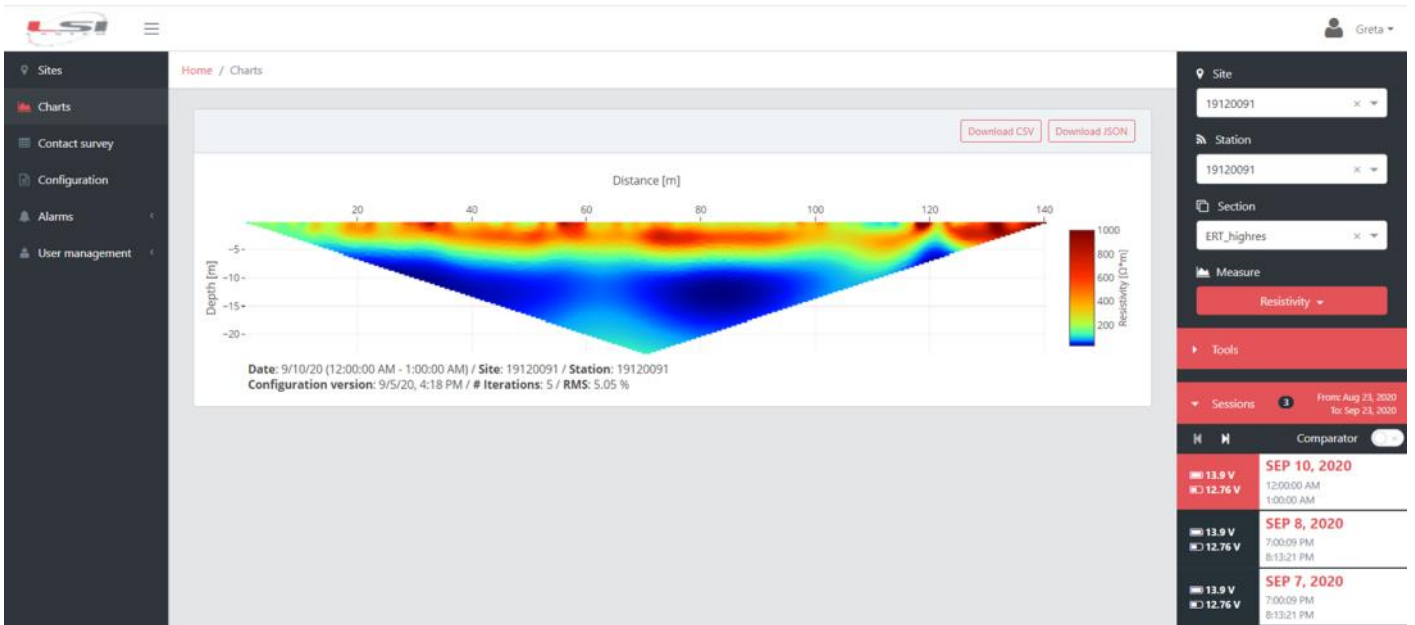 LSI
Greta
Sites
Charts
Contact survey
Configuration
Alarms
User management
Home / Charts
Download CSV
Download JSON
Distance [m]
20 40 60 80 100 120 140
Depth [m]
−5
−10
−15
−20
1000
800
600
400
200
Resistivity [Ω*m]
Date: 9/10/20 (12:00:00 AM - 1:00:00 AM) / Site: 19120091 / Station: 19120091
Configuration version: 9/5/20, 4:18 PM / # Iterations: 5 / RMS: 5.05 %
Site
19120091
Station
19120091
Section
ERT_highres
Measure
Resistivity
Tools
Sessions 3 From: Aug 23, 2020
To: Sep 23, 2020
Comparator
13.9 V
12.76 V
SEP 10, 2020
12:00:00 AM
1:00:00 AM
13.9 V
12.76 V
SEP 8, 2020
7:00:09 PM
8:13:21 PM
13.9 V
12.76 V
SEP 7, 2020
7:00:09 PM
8:13:21 PM